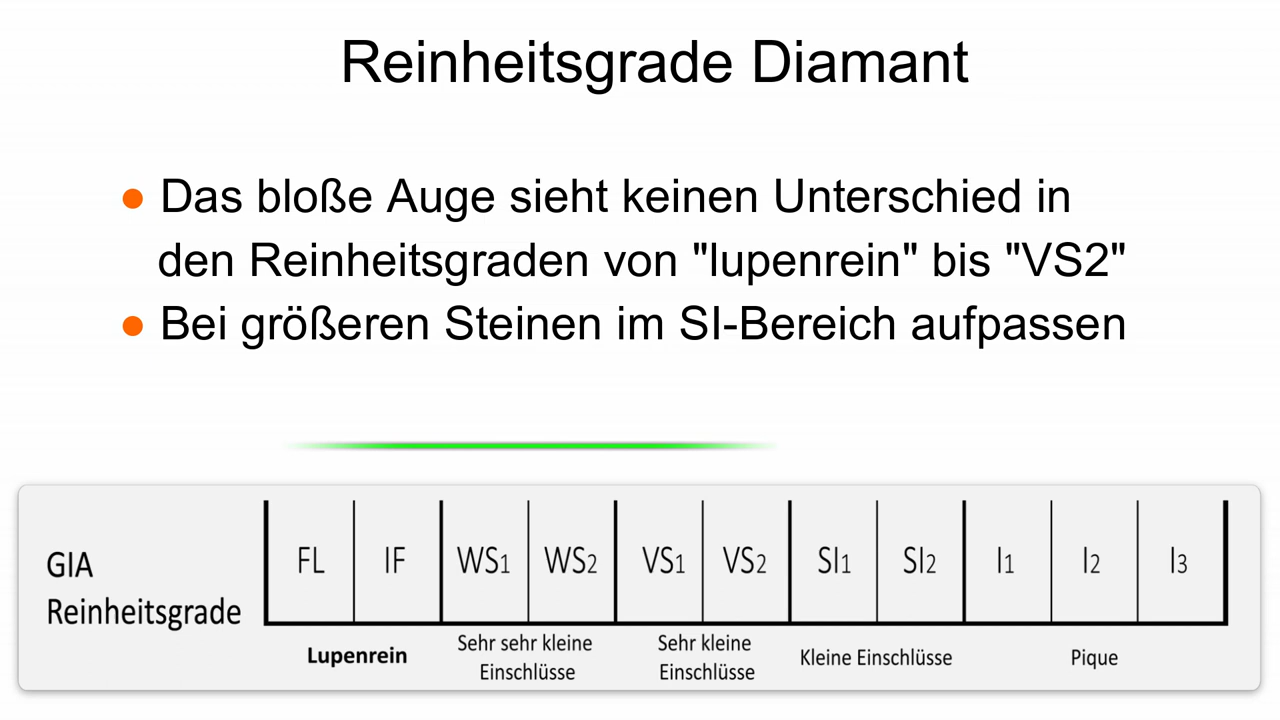 Reinheitsgrade Diamant
● Das bloße Auge sieht keinen Unterschied in
den Reinheitsgraden von "lupenrein" bis "VS2"
● Bei größeren Steinen im SI-Bereich aufpassen
GIA
Reinheitsgrade
FL IF WS1 WS2 VS1 VS2 SI1 SI2 I1 I2 I3
Lupenrein
Sehr sehr kleine
Einschlüsse
Sehr kleine
Einschlüsse
Kleine Einschlüsse
Pique